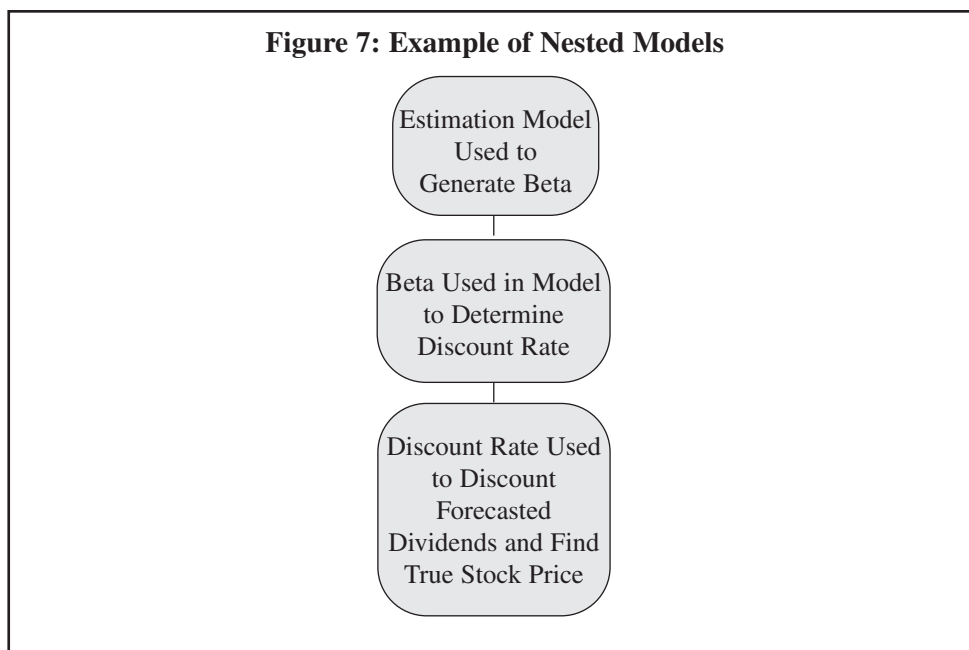 Figure 7: Example of Nested Models
Estimation Model
Used to
Generate Beta
Beta Used in Model
to Determine
Discount Rate
Discount Rate Used
to Discount
Forecasted
Dividends and Find
True Stock Price